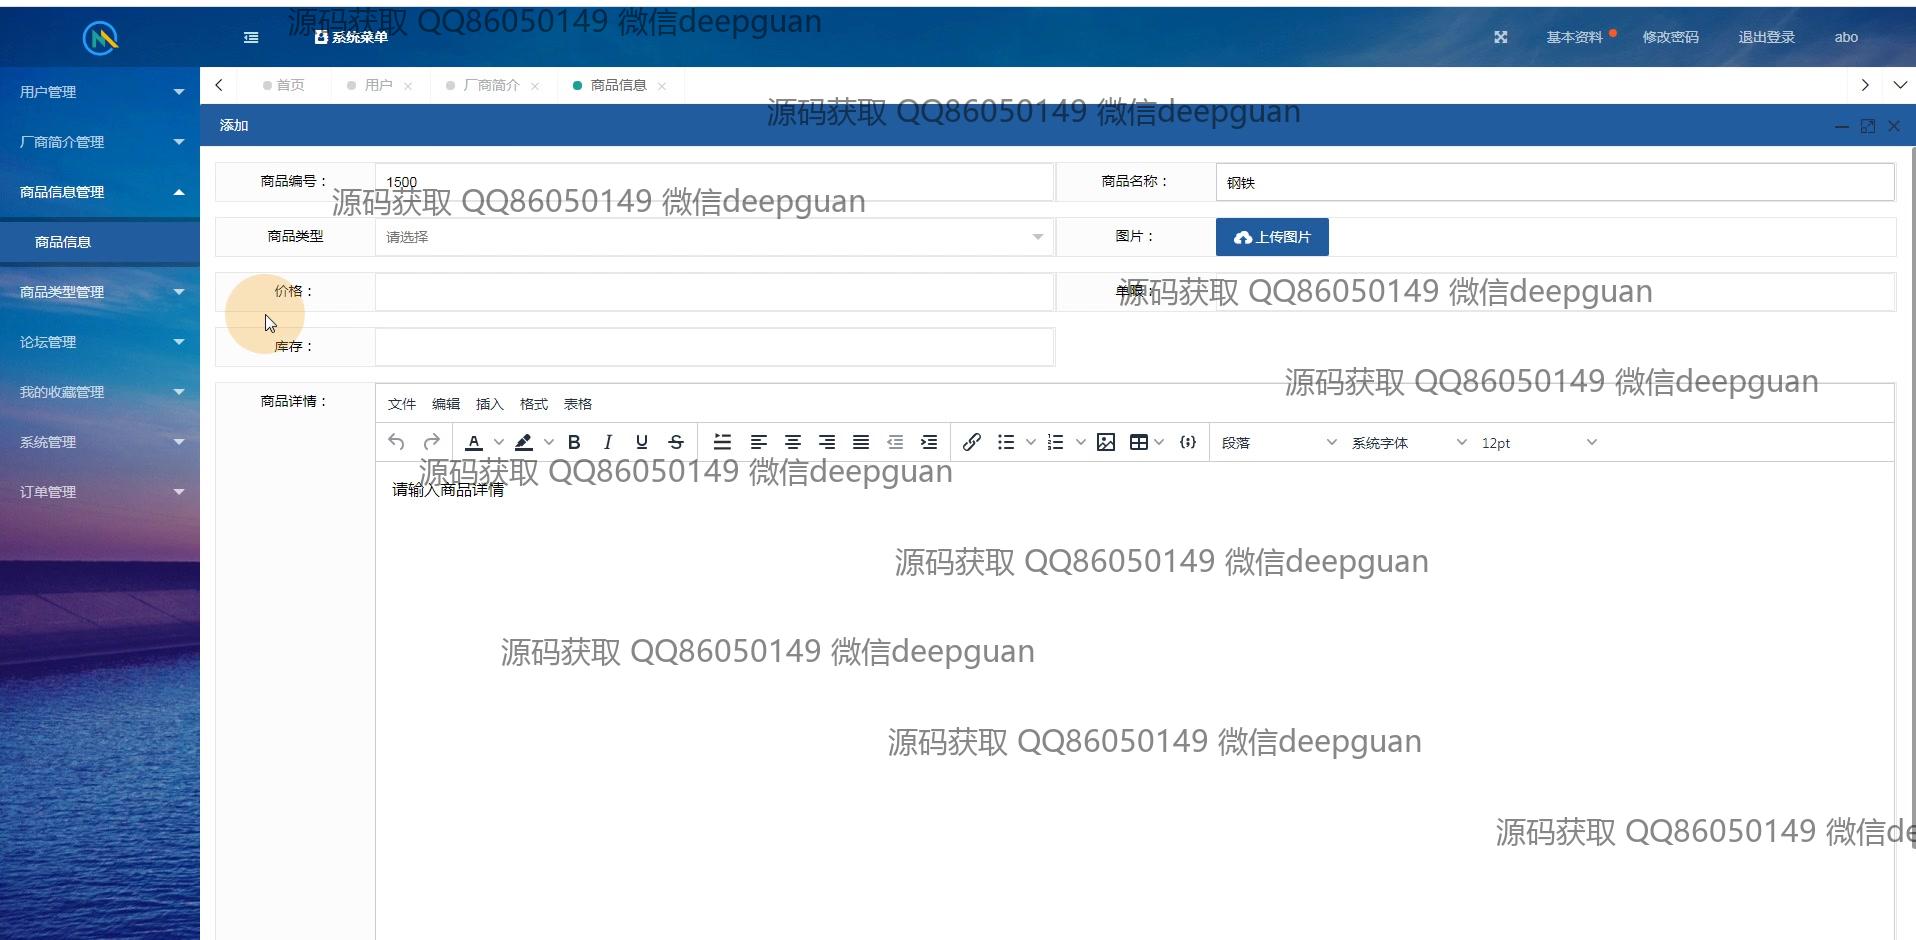 源码获取 QQ86050149 微信deepguan
系统菜单
基本资料 修改密码 退出登录 abo
首页 用户 厂商简介 商品信息
源码获取 QQ86050149 微信deepguan
用户管理
厂商简介管理
商品信息管理
商品信息
商品类型管理
论坛管理
我的收藏管理
系统管理
订单管理
添加
商品编号： 1500 商品名称： 钢铁
源码获取 QQ86050149 微信deepguan
商品类型 请选择 图片： 上传图片
价格： 单
源码获取 QQ86050149 微信deepguan
库存：
源码获取 QQ86050149 微信deepguan
商品详情：
文件 编辑 插入 格式 表格
段落 系统字体 12pt
源码获取 QQ86050149 微信deepguan
请输入商品详情
源码获取 QQ86050149 微信deepguan
源码获取 QQ86050149 微信deepguan
源码获取 QQ86050149 微信deepguan
源码获取 QQ86050149 微信de